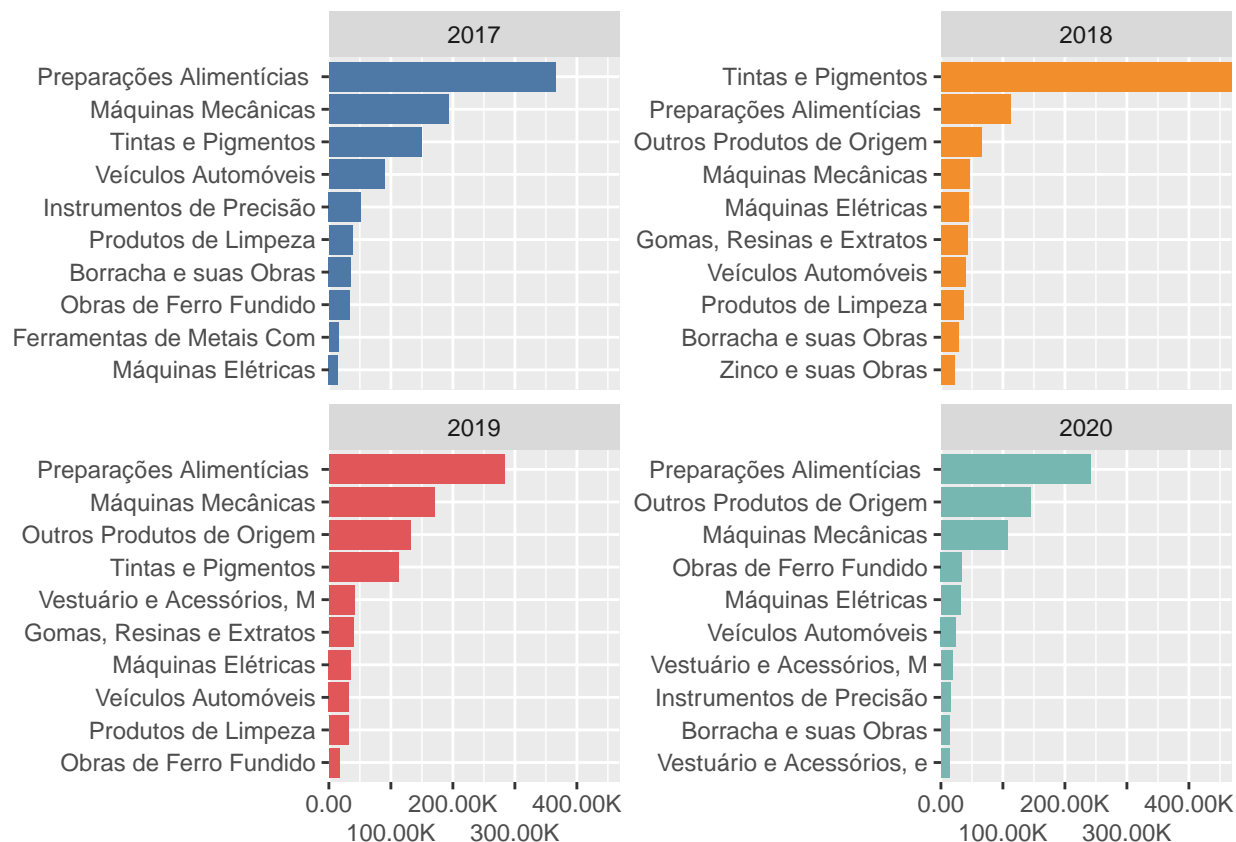 2017
Preparações Alimentícias
Máquinas Mecânicas
Tintas e Pigmentos
Veículos Automóveis
Instrumentos de Precisão
Produtos de Limpeza
Borracha e suas Obras
Obras de Ferro Fundido
Ferramentas de Metais Com
Máquinas Elétricas
2018
Tintas e Pigmentos
Preparações Alimentícias
Outros Produtos de Origem
Máquinas Mecânicas
Máquinas Elétricas
Gomas, Resinas e Extratos
Veículos Automóveis
Produtos de Limpeza
Borracha e suas Obras
Zinco e suas Obras
2019
Preparações Alimentícias
Máquinas Mecânicas
Outros Produtos de Origem
Tintas e Pigmentos
Vestuário e Acessórios, M
Gomas, Resinas e Extratos
Máquinas Elétricas
Veículos Automóveis
Produtos de Limpeza
Obras de Ferro Fundido
0.00 200.00K 400.00K
100.00K 300.00K
2020
Preparações Alimentícias
Outros Produtos de Origem
Máquinas Mecânicas
Obras de Ferro Fundido
Máquinas Elétricas
Veículos Automóveis
Vestuário e Acessórios, M
Instrumentos de Precisão
Borracha e suas Obras
Vestuário e Acessórios, e
0.00 200.00K 400.00K
100.00K 300.00K